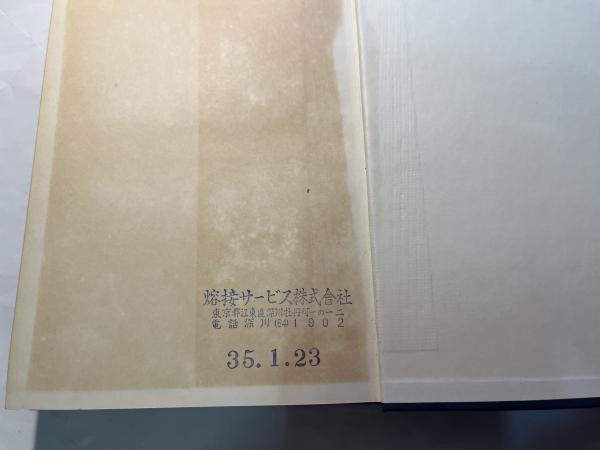 熔接サービス株式会社
東京都江東區深川牡丹町一の一二
電話深川(64)1902
35.1.23